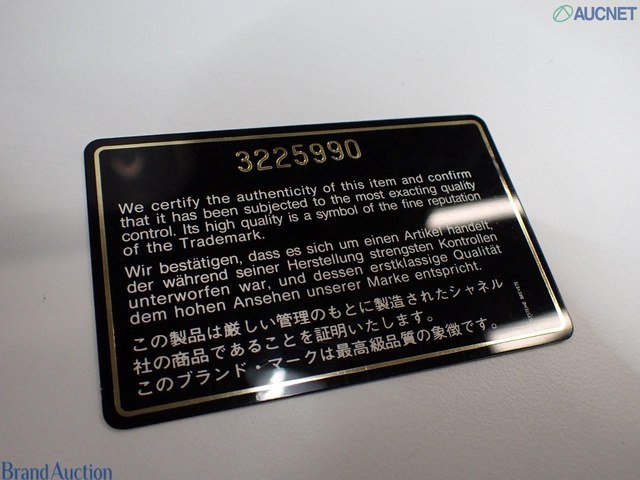 AUCNET
3225990
We certify the authenticity of this item and confirm
that it has been subjected to the most exacting quality
control. Its high quality is a symbol of the fine reputation
of the Trademark.
Wir bestätigen, dass es sich um einen Artikel handelt,
der während seiner Herstellung strengsten Kontrollen
unterworfen war, und dessen erstklassige Qualität
dem hohen Ansehen unserer Marke entspricht.
この製品は厳しい管理のもとに製造されたシャネル
社の商品であることを証明いたします。
このブランド・マークは最高級品質の象徴です。
Brand Auction